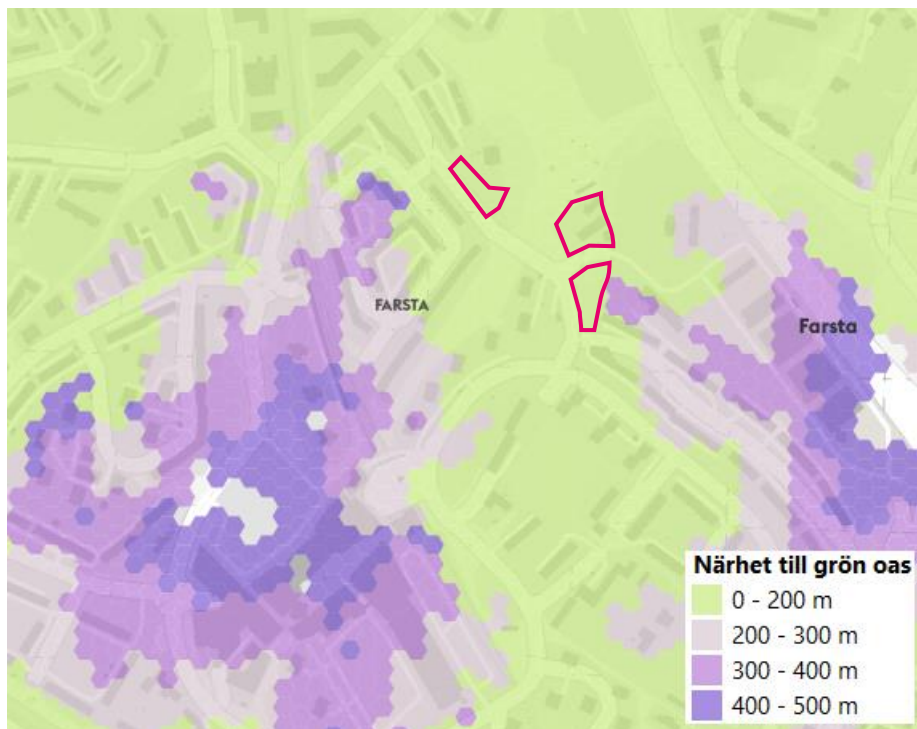 FARSTA
Farsta
Närhet till grön oas
0 - 200 m
200 - 300 m
300 - 400 m
400 - 500 m